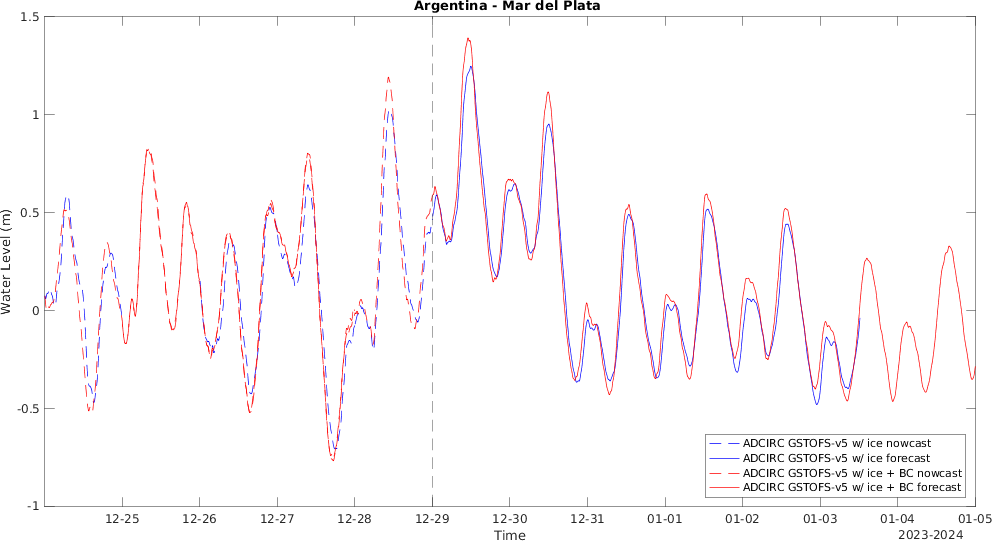 Argentina - Mar del Plata
Water Level (m)
1.5
1
0.5
0
-0.5
-1
12-25 12-26 12-27 12-28 12-29 12-30 12-31 01-01 01-02 01-03 01-04 01-05
Time
2023-2024
ADCIRC GSTOFS-v5 w/ ice nowcast
ADCIRC GSTOFS-v5 w/ ice forecast
ADCIRC GSTOFS-v5 w/ ice + BC nowcast
ADCIRC GSTOFS-v5 w/ ice + BC forecast